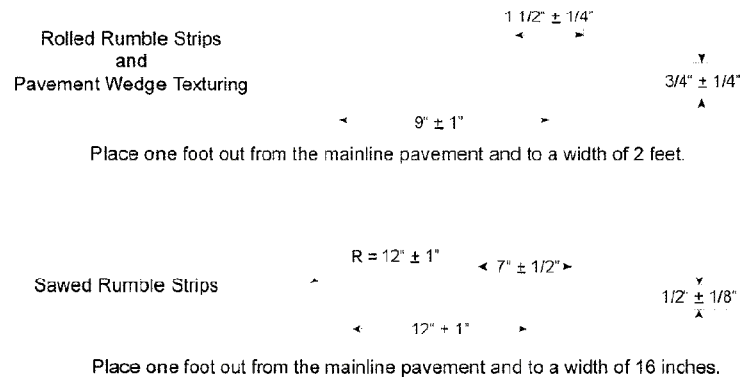 1 1/2" ± 1/4"
Rolled Rumble Strips
and
Pavement Wedge Texturing
3/4" ± 1/4"
9" ± 1"
Place one foot out from the mainline pavement and to a width of 2 feet.
R = 12" ± 1"
7" ± 1/2"
Sawed Rumble Strips
1/2" ± 1/8"
12" ± 1"
Place one foot out from the mainline pavement and to a width of 16 inches.